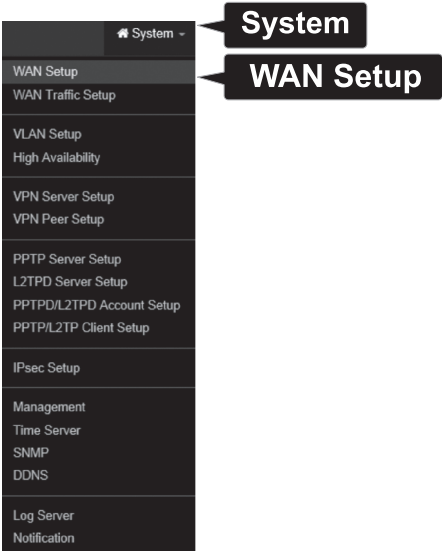 System
System
WAN Setup
WAN Setup
WAN Traffic Setup
VLAN Setup
High Availability
VPN Server Setup
VPN Peer Setup
PPTP Server Setup
L2TPD Server Setup
PPTPD/L2TPD Account Setup
PPTP/L2TP Client Setup
IPsec Setup
Management
Time Server
SNMP
DDNS
Log Server
Notification